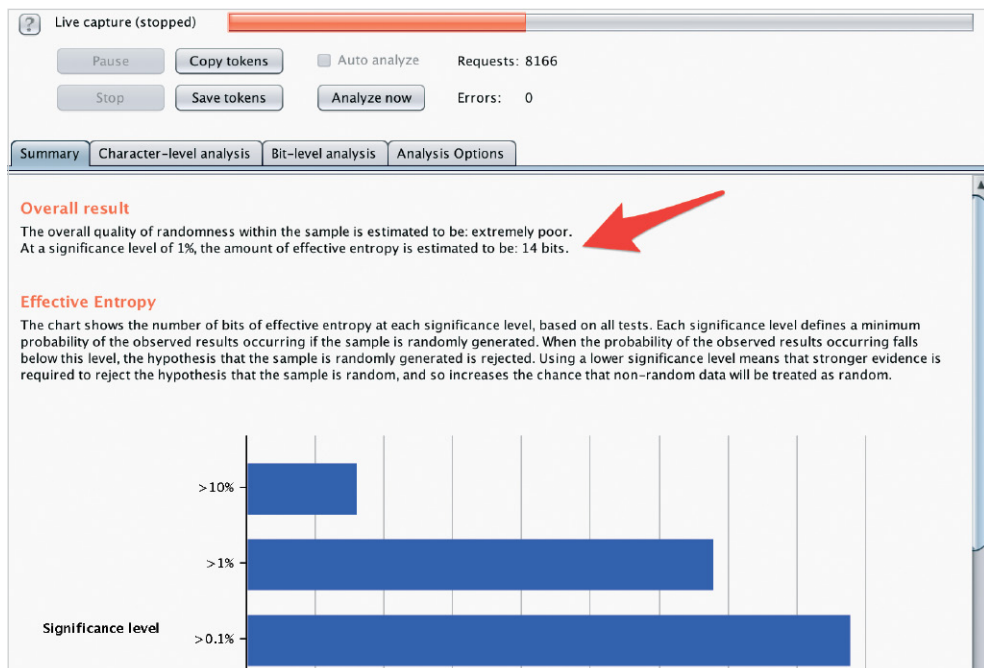 ? Live capture (stopped)
Pause Copy tokens Auto analyze Requests: 8166
Stop Save tokens Analyze now Errors: 0
Summary Character-level analysis Bit-level analysis Analysis Options
Overall result
The overall quality of randomness within the sample is estimated to be: extremely poor.
At a significance level of 1%, the amount of effective entropy is estimated to be: 14 bits.
Effective Entropy
The chart shows the number of bits of effective entropy at each significance level, based on all tests. Each significance level defines a minimum
probability of the observed results occurring if the sample is randomly generated. When the probability of the observed results occurring falls
below this level, the hypothesis that the sample is randomly generated is rejected. Using a lower significance level means that stronger evidence is
required to reject the hypothesis that the sample is random, and so increases the chance that non-random data will be treated as random.
>10%
>1%
Significance level
>0.1%